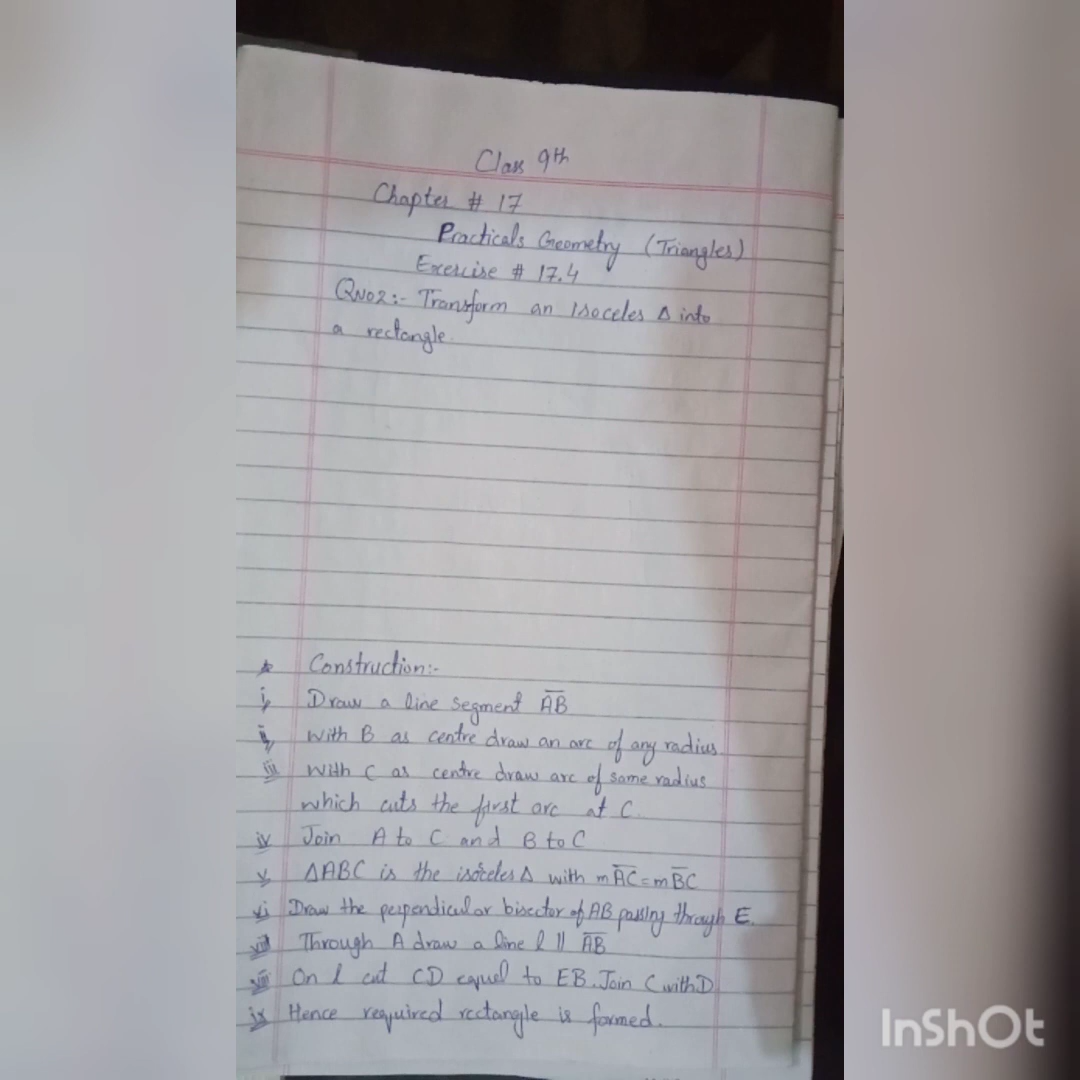 Class 9th
Chapter # 17
Practicals Geometry (Triangles)
Exercise # 17.4
QNo2:- Transform an isoceles Δ into
a rectangle.
Construction:-
i, Draw a line segment A̅B̅
ii, With B as centre draw an arc of any radius.
iii, With C as centre draw arc of same radius
which cuts the first arc at C.
iv, Join A to C and B to C
v, ΔABC is the isoceles Δ with mA̅C̅=mB̅C̅
vi, Draw the perpendicular bisector of AB passing through E.
vii, Through A draw a line l || A̅B̅
viii, On l cut CD equal to EB. Join C with D
ix, Hence required rectangle is formed.
InShOt